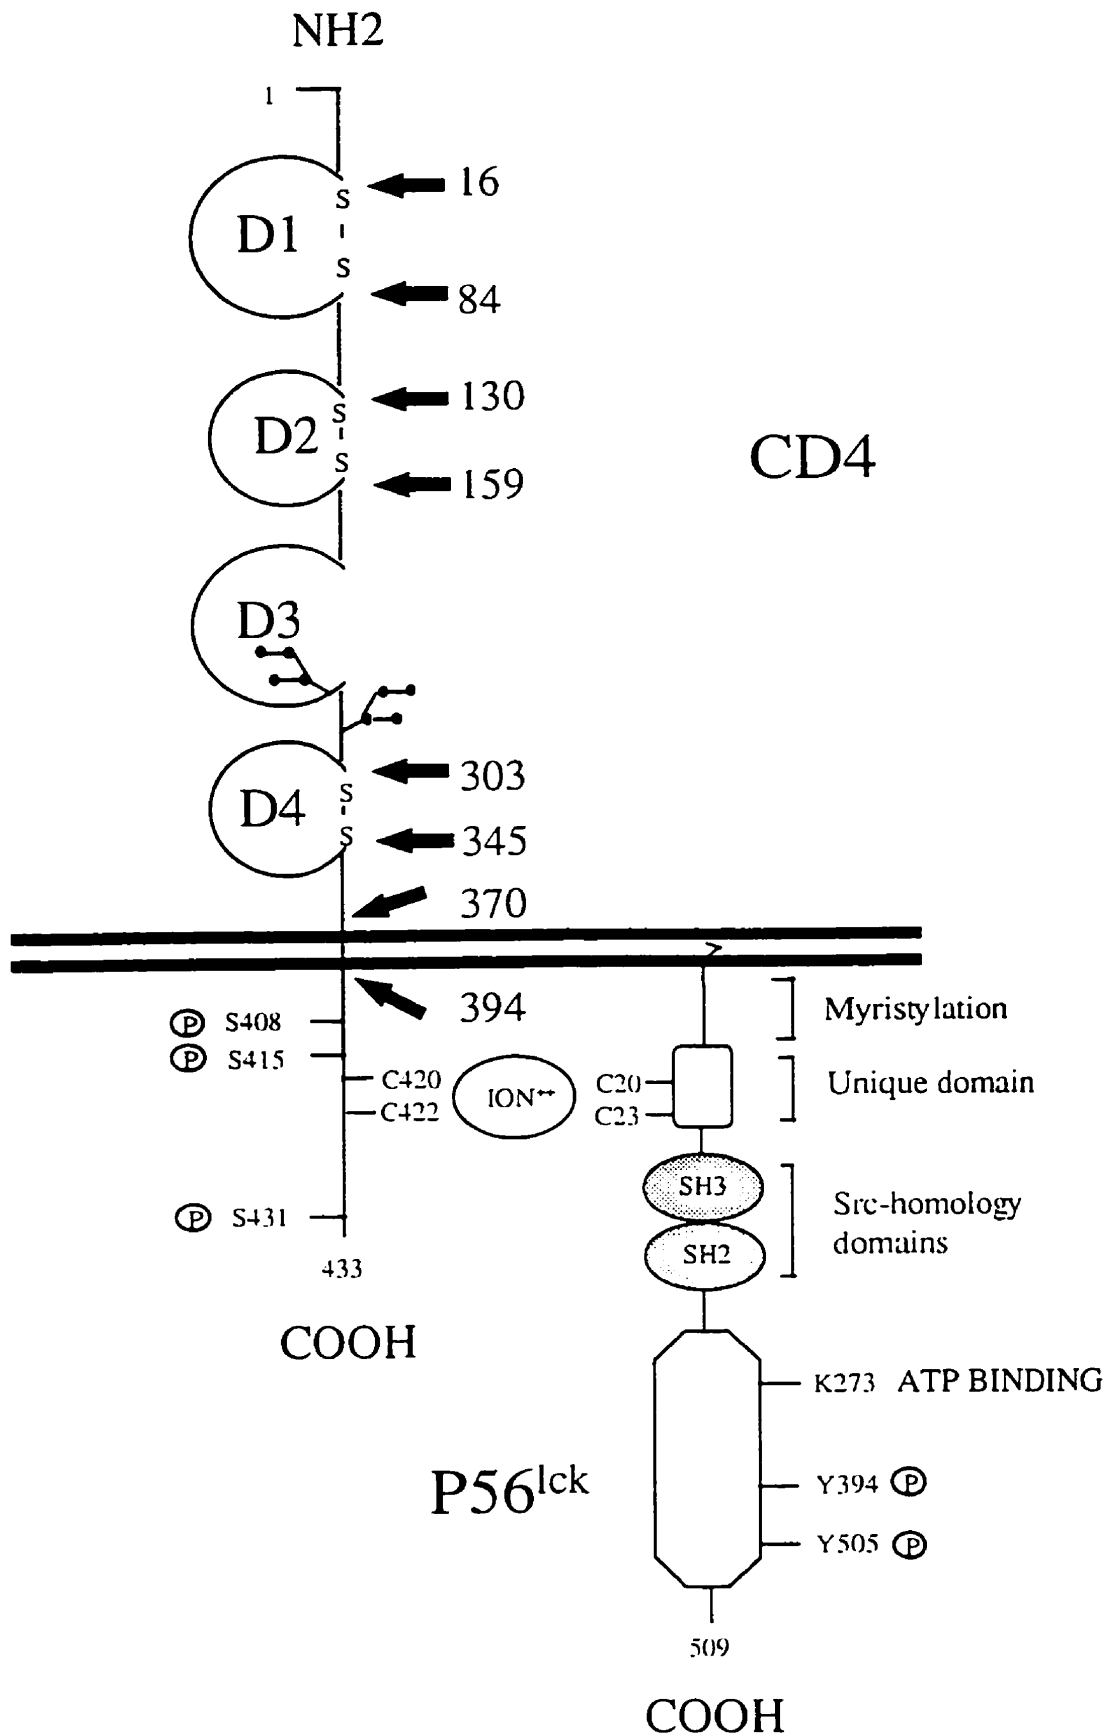 NH2
1
D1
S
S
16
84
D2
S
S
130
159
CD4
D3
D4
S
S
303
345
370
394
P S408
P S415
C420
C422
ION++
C20
C23
Myristylation
Unique domain
SH3
SH2
Src-homology
domains
P S431
433
COOH
K273 ATP BINDING
P56lck
Y394 P
Y505 P
509
COOH